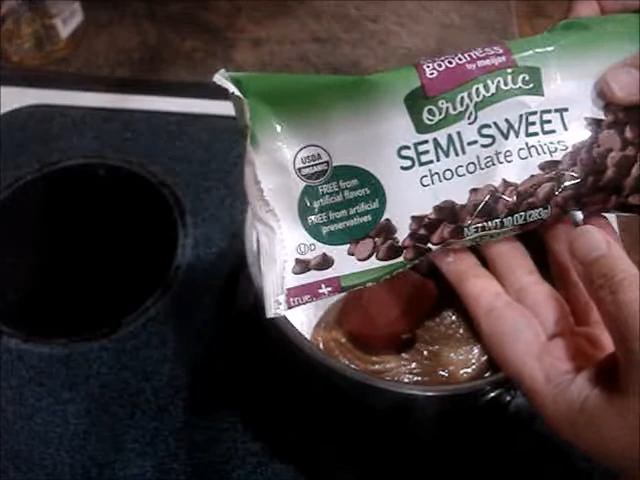 goodness
by meijer
organic
SEMI-SWEET
chocolate chips
USDA
ORGANIC
FREE from
artificial flavors
FREE from artificial
preservatives
NET WT 10 OZ (283g)
U D
true